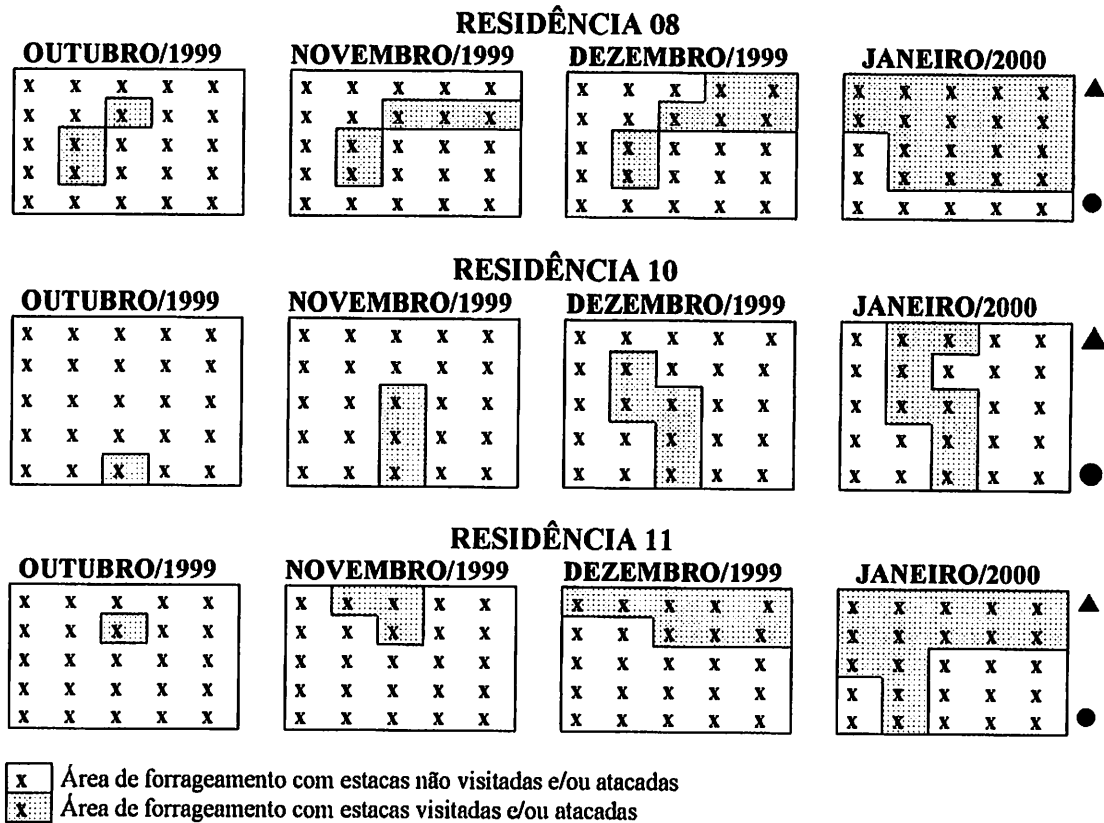 RESIDÊNCIA 08
OUTUBRO/1999 NOVEMBRO/1999 DEZEMBRO/1999 JANEIRO/2000
x x x x x x x x x x x x x x x x x x x x
x x x x x x x x x x x x x x x x x x x x
x x x x x x x x x x x x x x x x x x x x
x x x x x x x x x x x x x x x x x x x x
x x x x x x x x x x x x x x x x x x x x
RESIDÊNCIA 10
OUTUBRO/1999 NOVEMBRO/1999 DEZEMBRO/1999 JANEIRO/2000
x x x x x x x x x x x x x x x x x x x x
x x x x x x x x x x x x x x x x x x x x
x x x x x x x x x x x x x x x x x x x x
x x x x x x x x x x x x x x x x x x x x
x x x x x x x x x x x x x x x x x x x x
RESIDÊNCIA 11
OUTUBRO/1999 NOVEMBRO/1999 DEZEMBRO/1999 JANEIRO/2000
x x x x x x x x x x x x x x x x x x x x
x x x x x x x x x x x x x x x x x x x x
x x x x x x x x x x x x x x x x x x x x
x x x x x x x x x x x x x x x x x x x x
x x x x x x x x x x x x x x x x x x x x
x Área de forrageamento com estacas não visitadas e/ou atacadas
x Área de forrageamento com estacas visitadas e/ou atacadas